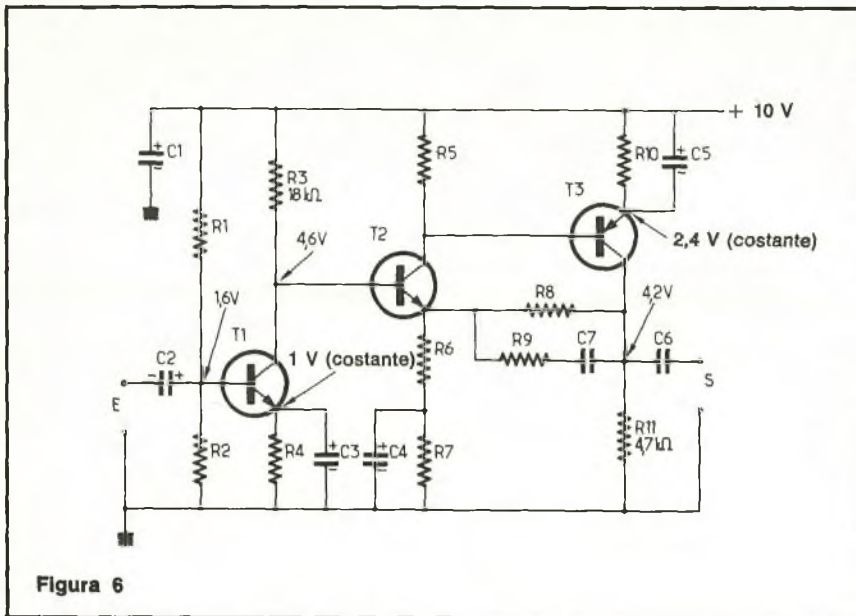 + 10 V
C1
R1
R3
18 kΩ
R5
R10
C5
T3
4,6V
T2
2,4 V (costante)
1,6V
T1
R8
4,2V
C2
1 V (costante)
R6
R9
C7
C6
E
S
R2
R4
C3
C4
R7
R11
4,7kΩ
Figura 6